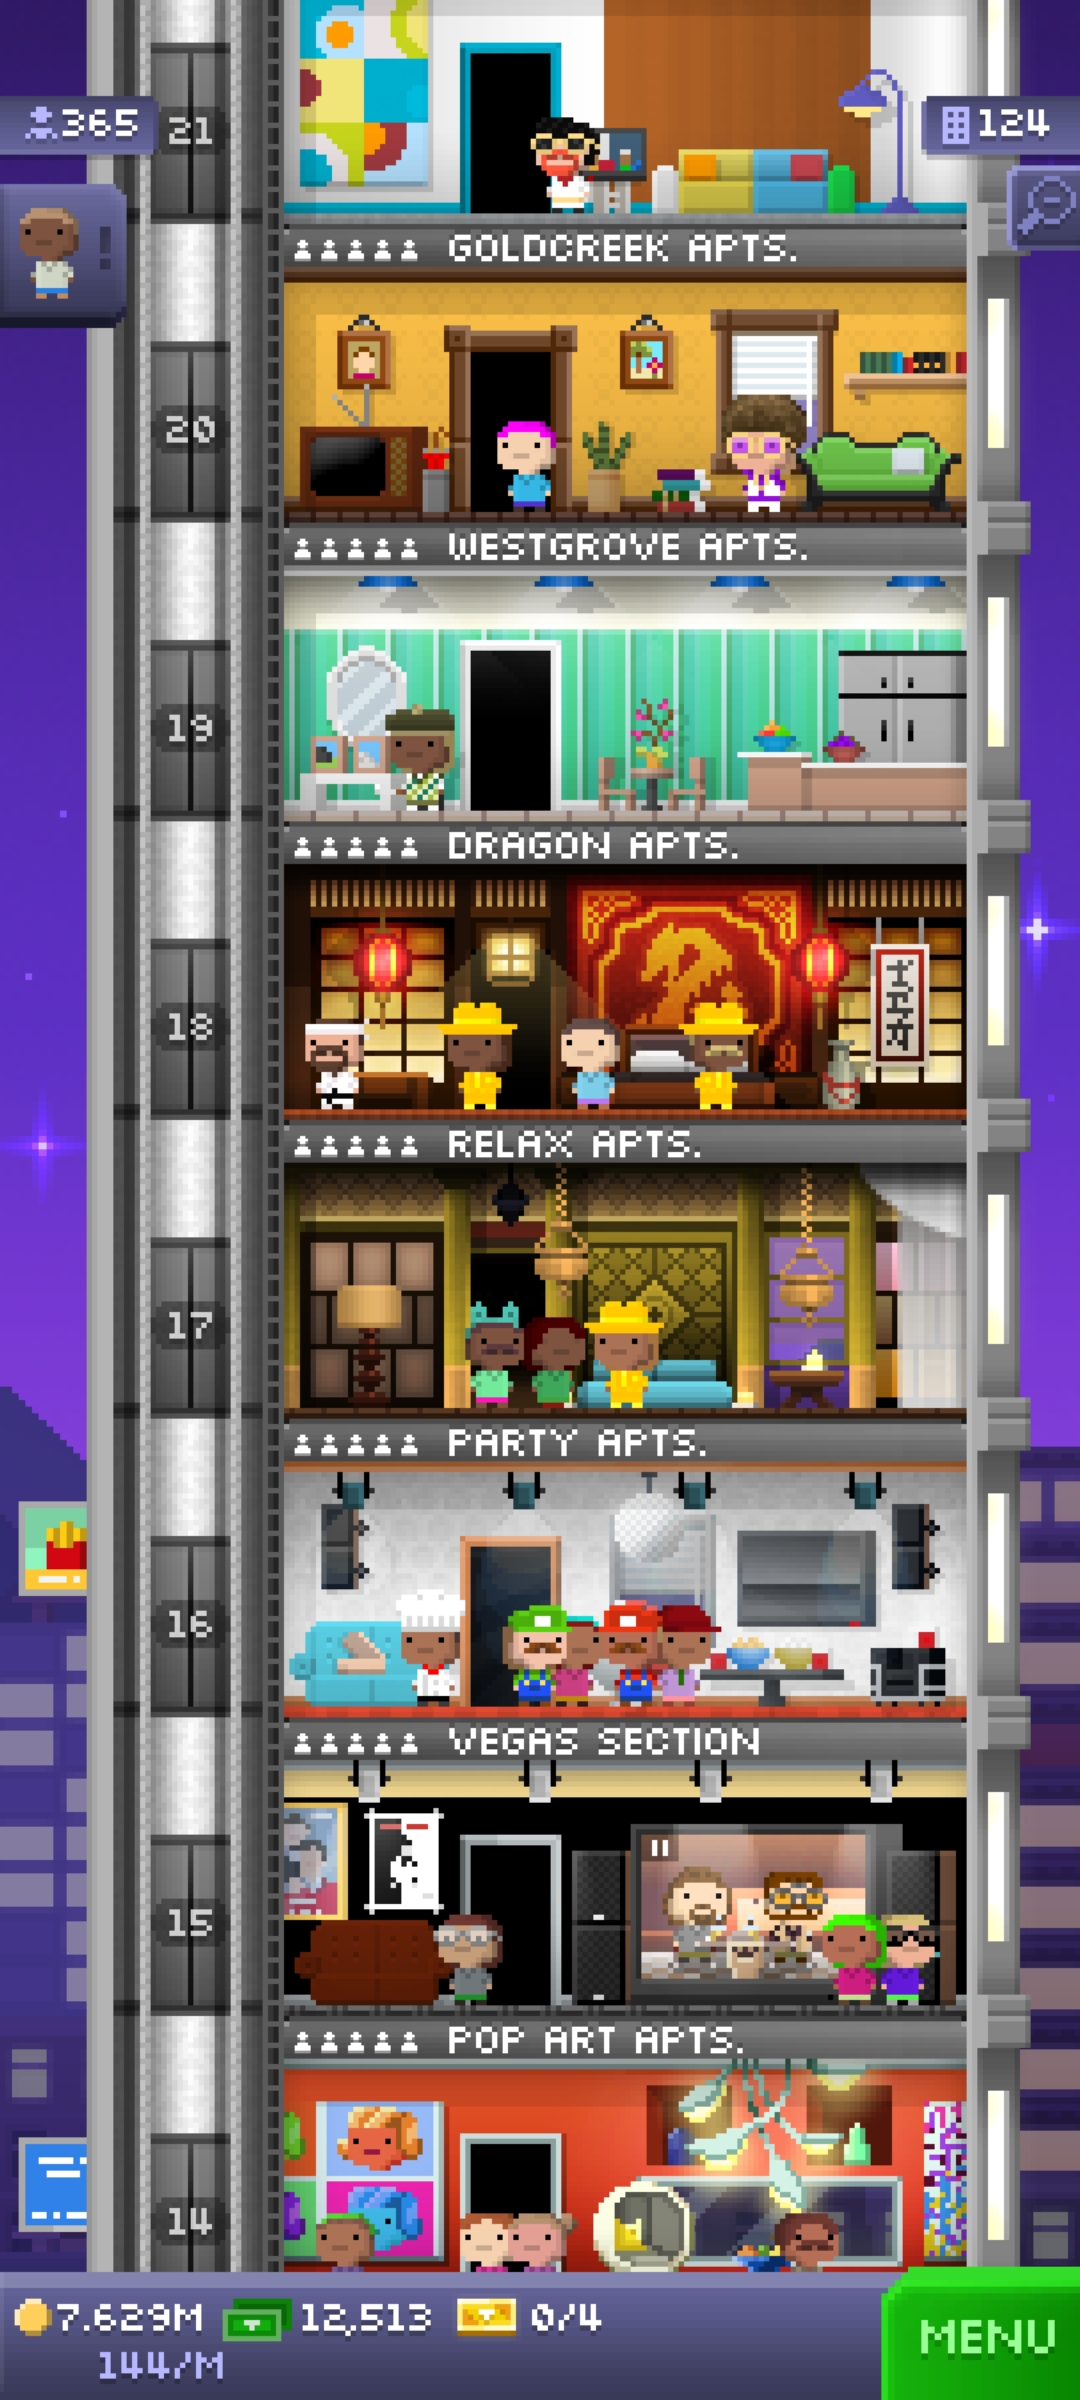 365
21
124
GOLDCREEK APTS.
20
WESTGROVE APTS.
19
DRAGON APTS.
18
RELAX APTS.
17
PARTY APTS.
16
VEGAS SECTION
15
POP ART APTS.
14
7.629M 12,513 0/4
144/M
MENU